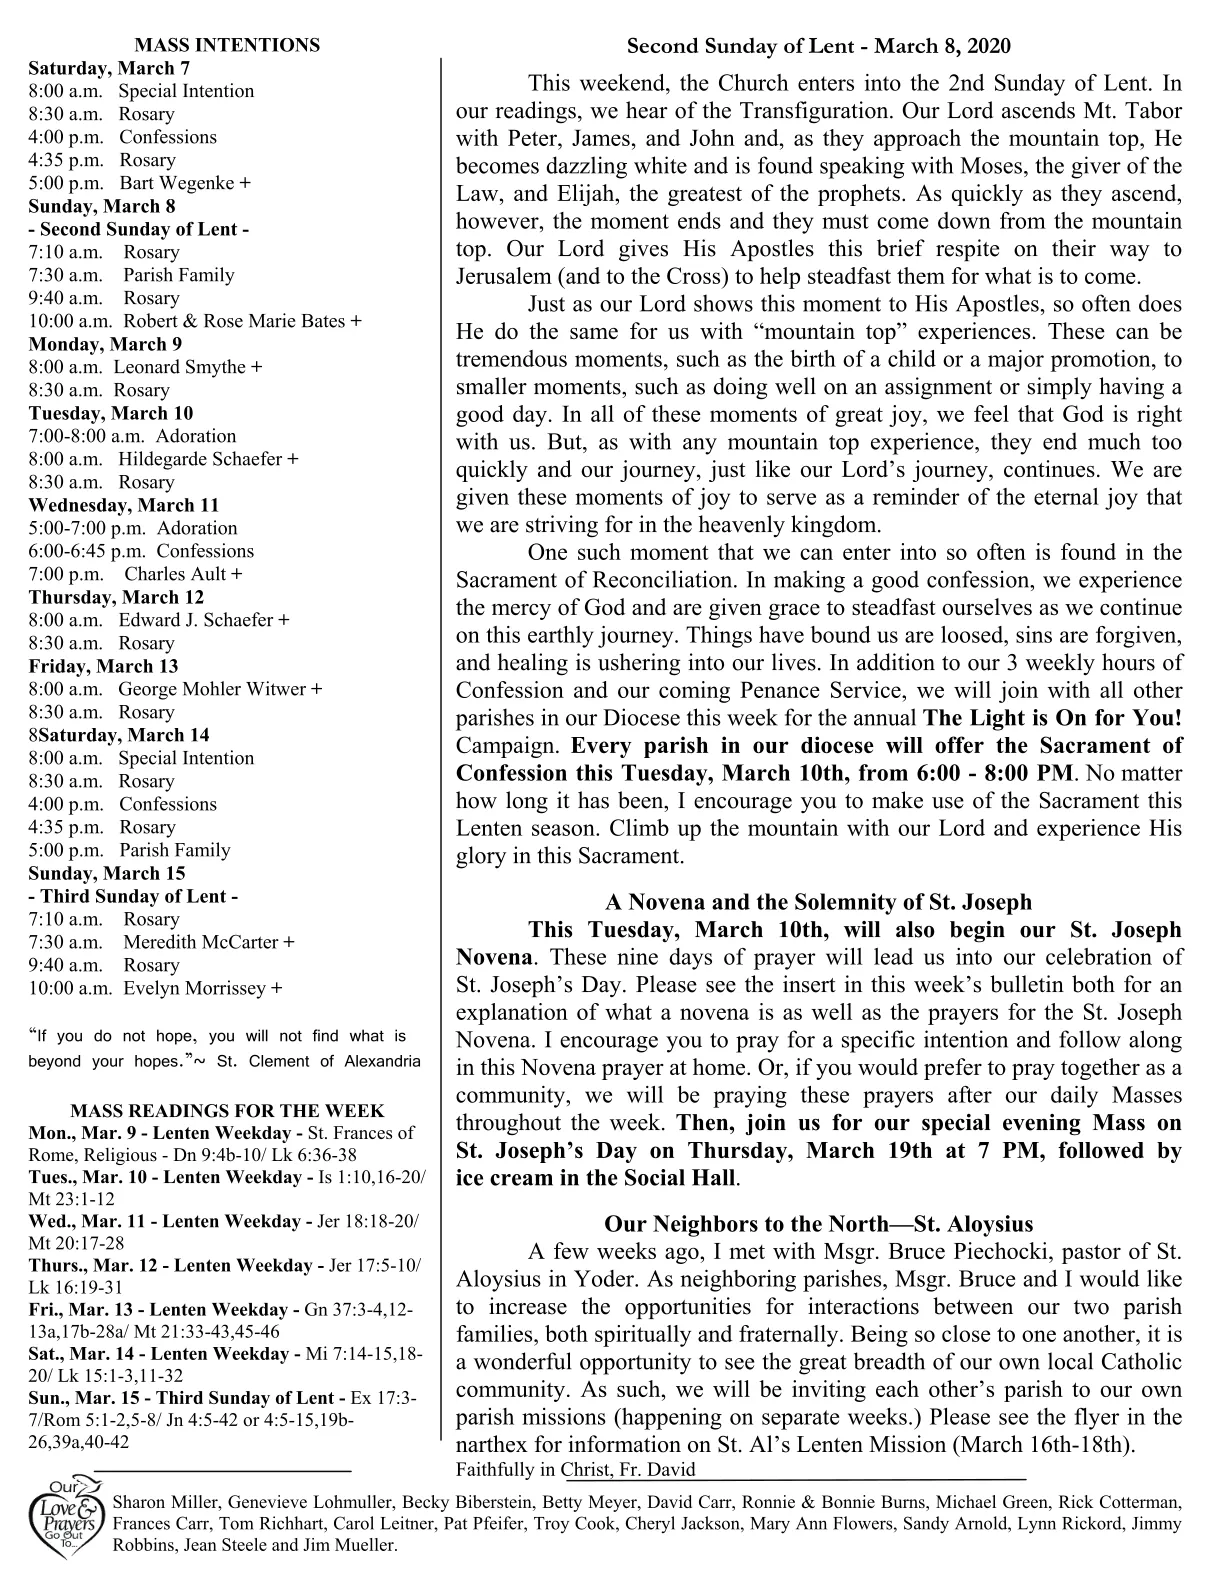 MASS INTENTIONS
Saturday, March 7
8:00 a.m. Special Intention
8:30 a.m. Rosary
4:00 p.m. Confessions
4:35 p.m. Rosary
5:00 p.m. Bart Wegenke +
Sunday, March 8
- Second Sunday of Lent -
7:10 a.m. Rosary
7:30 a.m. Parish Family
9:40 a.m. Rosary
10:00 a.m. Robert & Rose Marie Bates +
Monday, March 9
8:00 a.m. Leonard Smythe +
8:30 a.m. Rosary
Tuesday, March 10
7:00-8:00 a.m. Adoration
8:00 a.m. Hildegarde Schaefer +
8:30 a.m. Rosary
Wednesday, March 11
5:00-7:00 p.m. Adoration
6:00-6:45 p.m. Confessions
7:00 p.m. Charles Ault +
Thursday, March 12
8:00 a.m. Edward J. Schaefer +
8:30 a.m. Rosary
Friday, March 13
8:00 a.m. George Mohler Witwer +
8:30 a.m. Rosary
8Saturday, March 14
8:00 a.m. Special Intention
8:30 a.m. Rosary
4:00 p.m. Confessions
4:35 p.m. Rosary
5:00 p.m. Parish Family
Sunday, March 15
- Third Sunday of Lent -
7:10 a.m. Rosary
7:30 a.m. Meredith McCarter +
9:40 a.m. Rosary
10:00 a.m. Evelyn Morrissey +
“If you do not hope, you will not find what is
beyond your hopes.”~ St. Clement of Alexandria
MASS READINGS FOR THE WEEK
Mon., Mar. 9 - Lenten Weekday - St. Frances of
Rome, Religious - Dn 9:4b-10/ Lk 6:36-38
Tues., Mar. 10 - Lenten Weekday - Is 1:10,16-20/
Mt 23:1-12
Wed., Mar. 11 - Lenten Weekday - Jer 18:18-20/
Mt 20:17-28
Thurs., Mar. 12 - Lenten Weekday - Jer 17:5-10/
Lk 16:19-31
Fri., Mar. 13 - Lenten Weekday - Gn 37:3-4,12-
13a,17b-28a/ Mt 21:33-43,45-46
Sat., Mar. 14 - Lenten Weekday - Mi 7:14-15,18-
20/ Lk 15:1-3,11-32
Sun., Mar. 15 - Third Sunday of Lent - Ex 17:3-
7/Rom 5:1-2,5-8/ Jn 4:5-42 or 4:5-15,19b-
26,39a,40-42
Second Sunday of Lent - March 8, 2020
This weekend, the Church enters into the 2nd Sunday of Lent. In
our readings, we hear of the Transfiguration. Our Lord ascends Mt. Tabor
with Peter, James, and John and, as they approach the mountain top, He
becomes dazzling white and is found speaking with Moses, the giver of the
Law, and Elijah, the greatest of the prophets. As quickly as they ascend,
however, the moment ends and they must come down from the mountain
top. Our Lord gives His Apostles this brief respite on their way to
Jerusalem (and to the Cross) to help steadfast them for what is to come.
Just as our Lord shows this moment to His Apostles, so often does
He do the same for us with “mountain top” experiences. These can be
tremendous moments, such as the birth of a child or a major promotion, to
smaller moments, such as doing well on an assignment or simply having a
good day. In all of these moments of great joy, we feel that God is right
with us. But, as with any mountain top experience, they end much too
quickly and our journey, just like our Lord’s journey, continues. We are
given these moments of joy to serve as a reminder of the eternal joy that
we are striving for in the heavenly kingdom.
One such moment that we can enter into so often is found in the
Sacrament of Reconciliation. In making a good confession, we experience
the mercy of God and are given grace to steadfast ourselves as we continue
on this earthly journey. Things have bound us are loosed, sins are forgiven,
and healing is ushering into our lives. In addition to our 3 weekly hours of
Confession and our coming Penance Service, we will join with all other
parishes in our Diocese this week for the annual The Light is On for You!
Campaign. Every parish in our diocese will offer the Sacrament of
Confession this Tuesday, March 10th, from 6:00 - 8:00 PM. No matter
how long it has been, I encourage you to make use of the Sacrament this
Lenten season. Climb up the mountain with our Lord and experience His
glory in this Sacrament.
A Novena and the Solemnity of St. Joseph
This Tuesday, March 10th, will also begin our St. Joseph
Novena. These nine days of prayer will lead us into our celebration of
St. Joseph’s Day. Please see the insert in this week’s bulletin both for an
explanation of what a novena is as well as the prayers for the St. Joseph
Novena. I encourage you to pray for a specific intention and follow along
in this Novena prayer at home. Or, if you would prefer to pray together as a
community, we will be praying these prayers after our daily Masses
throughout the week. Then, join us for our special evening Mass on
St. Joseph’s Day on Thursday, March 19th at 7 PM, followed by
ice cream in the Social Hall.
Our Neighbors to the North—St. Aloysius
A few weeks ago, I met with Msgr. Bruce Piechocki, pastor of St.
Aloysius in Yoder. As neighboring parishes, Msgr. Bruce and I would like
to increase the opportunities for interactions between our two parish
families, both spiritually and fraternally. Being so close to one another, it is
a wonderful opportunity to see the great breadth of our own local Catholic
community. As such, we will be inviting each other’s parish to our own
parish missions (happening on separate weeks.) Please see the flyer in the
narthex for information on St. Al’s Lenten Mission (March 16th-18th).
Faithfully in Christ, Fr. David
Our
Love &
Prayers
Go Out
To...
Sharon Miller, Genevieve Lohmuller, Becky Biberstein, Betty Meyer, David Carr, Ronnie & Bonnie Burns, Michael Green, Rick Cotterman,
Frances Carr, Tom Richhart, Carol Leitner, Pat Pfeifer, Troy Cook, Cheryl Jackson, Mary Ann Flowers, Sandy Arnold, Lynn Rickord, Jimmy
Robbins, Jean Steele and Jim Mueller.